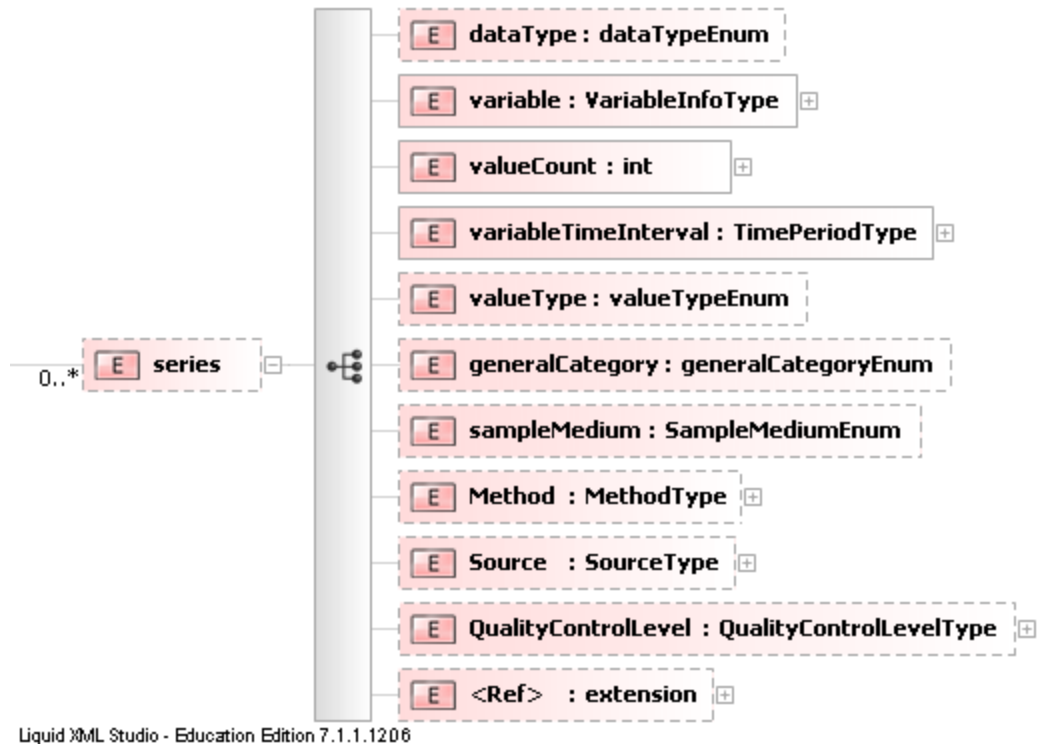 E dataType : dataTypeEnum
E variable : VariableInfoType
E valueCount : int
E variableTimeInterval : TimePeriodType
E valueType : valueTypeEnum
0..* E series
E generalCategory : generalCategoryEnum
E sampleMedium : SampleMediumEnum
E Method : MethodType
E Source : SourceType
E QualityControlLevel : QualityControlLevelType
E <Ref> : extension
Liquid XML Studio - Education Edition 7.1.1.1206